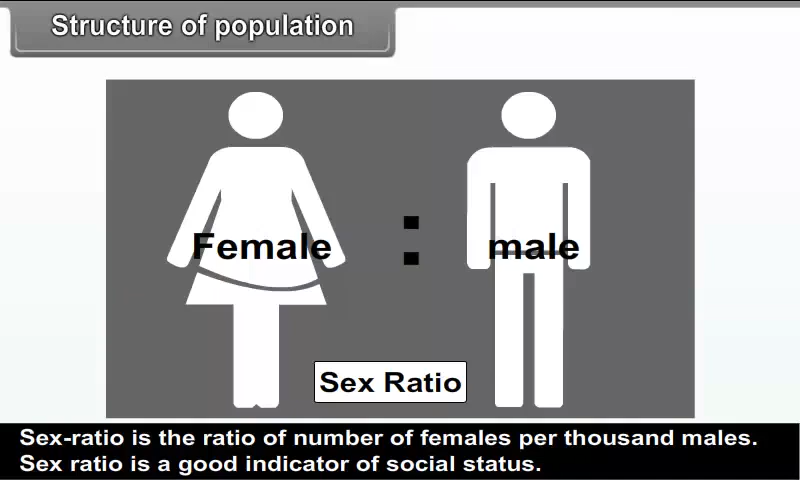 Structure of population
Female : male
Sex Ratio
Sex-ratio is the ratio of number of females per thousand males.
Sex ratio is a good indicator of social status.